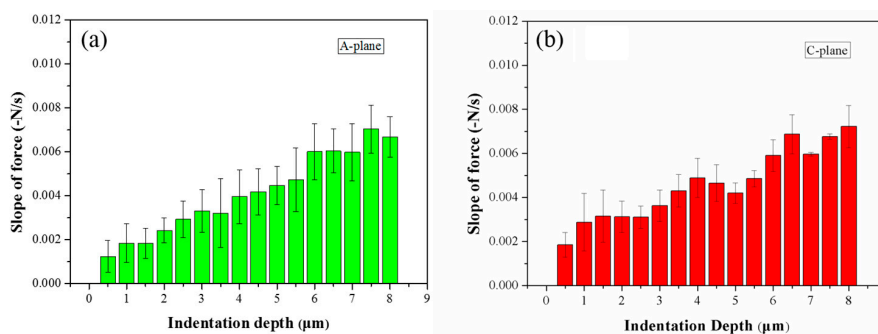 (a)
A-plane
Slope of force (-N/s)
0.012
0.010
0.008
0.006
0.004
0.002
0.000
0 1 2 3 4 5 6 7 8 9
Indentation depth (μm)
(b)
C-plane
Slope of force (-N/s)
0.012
0.010
0.008
0.006
0.004
0.002
0.000
0 1 2 3 4 5 6 7 8
Indentation Depth (μm)